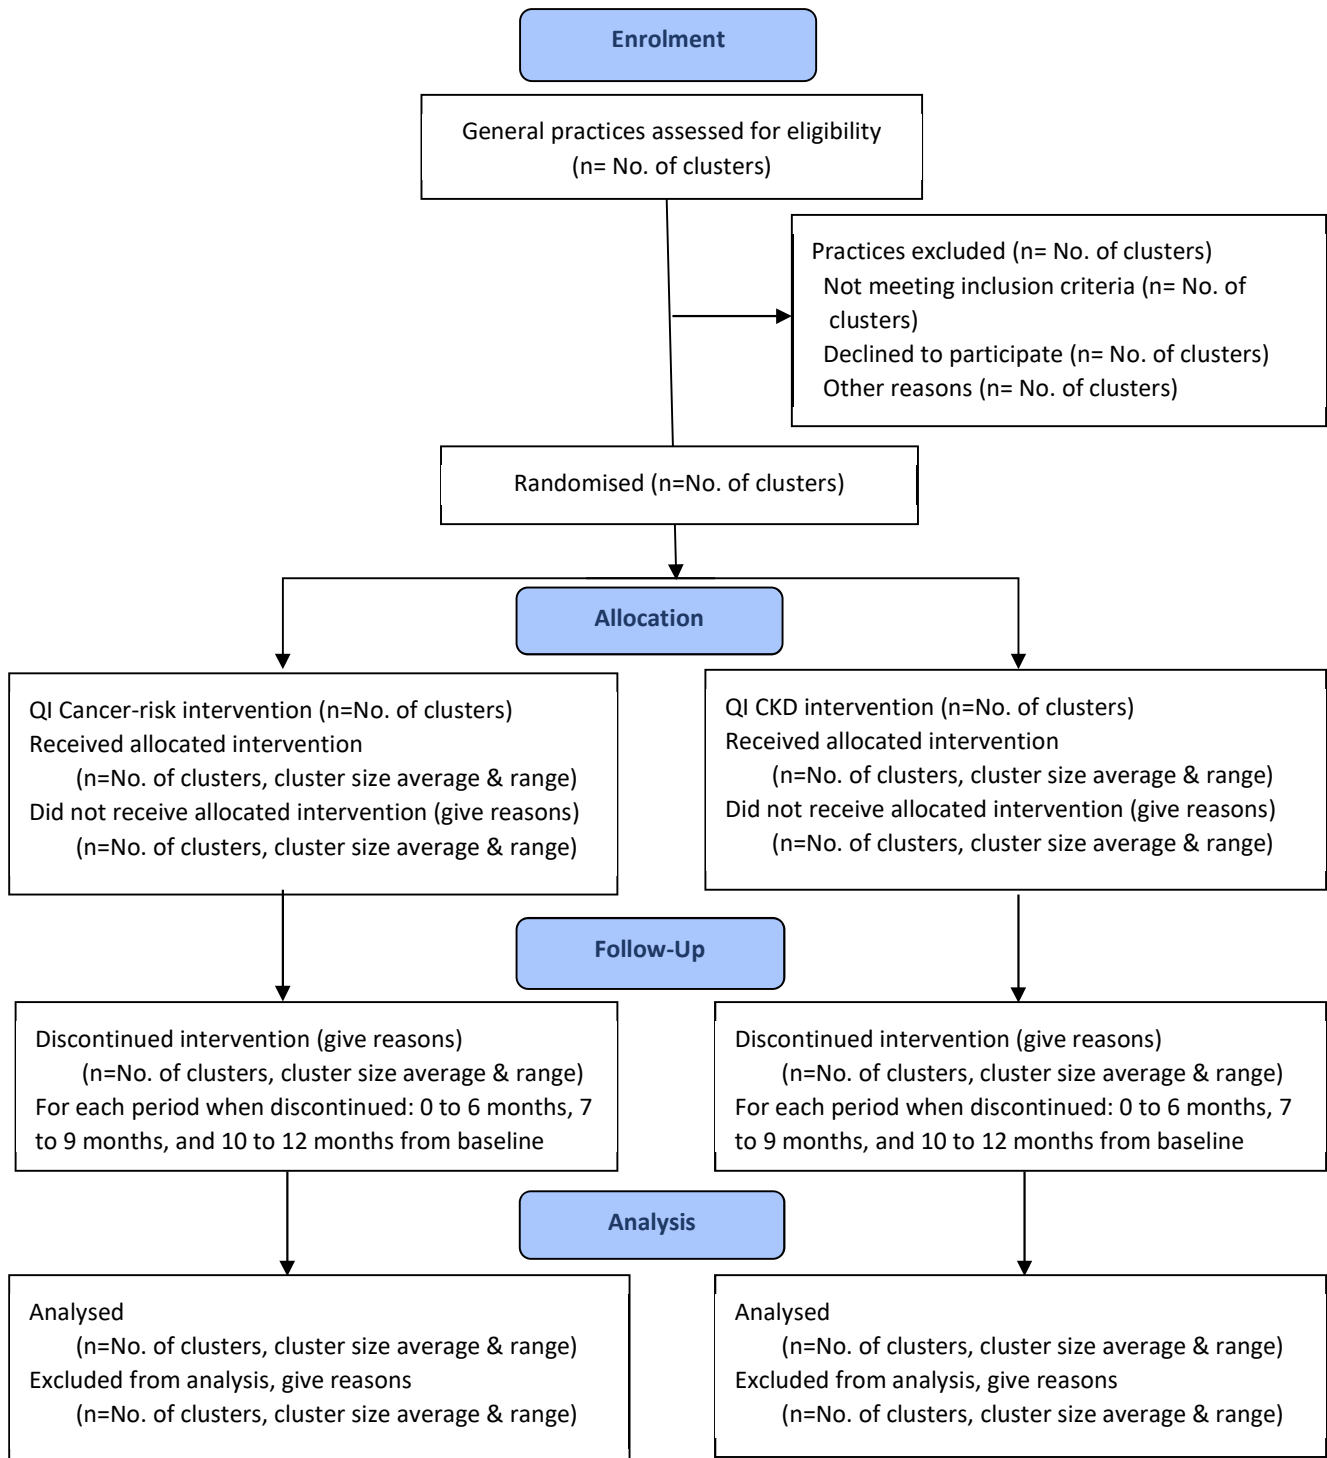 Enrolment
General practices assessed for eligibility
(n= No. of clusters)
Practices excluded (n= No. of clusters)
Not meeting inclusion criteria (n= No. of
clusters)
Declined to participate (n= No. of clusters)
Other reasons (n= No. of clusters)
Randomised (n=No. of clusters)
Allocation
QI Cancer-risk intervention (n=No. of clusters)
Received allocated intervention
(n=No. of clusters, cluster size average & range)
Did not receive allocated intervention (give reasons)
(n=No. of clusters, cluster size average & range)
QI CKD intervention (n=No. of clusters)
Received allocated intervention
(n=No. of clusters, cluster size average & range)
Did not receive allocated intervention (give reasons)
(n=No. of clusters, cluster size average & range)
Follow-Up
Discontinued intervention (give reasons)
(n=No. of clusters, cluster size average & range)
For each period when discontinued: 0 to 6 months, 7
to 9 months, and 10 to 12 months from baseline
Discontinued intervention (give reasons)
(n=No. of clusters, cluster size average & range)
For each period when discontinued: 0 to 6 months, 7
to 9 months, and 10 to 12 months from baseline
Analysis
Analysed
(n=No. of clusters, cluster size average & range)
Excluded from analysis, give reasons
(n=No. of clusters, cluster size average & range)
Analysed
(n=No. of clusters, cluster size average & range)
Excluded from analysis, give reasons
(n=No. of clusters, cluster size average & range)